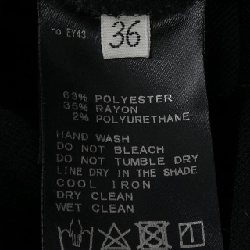 36
63% POLYESTER
35% RAYON
2% POLYURETHANE
HAND WASH
DO NOT BLEACH
DO NOT TUMBLE DRY
LINE DRY IN THE SHADE
COOL IRON
DRY CLEAN
WET CLEAN